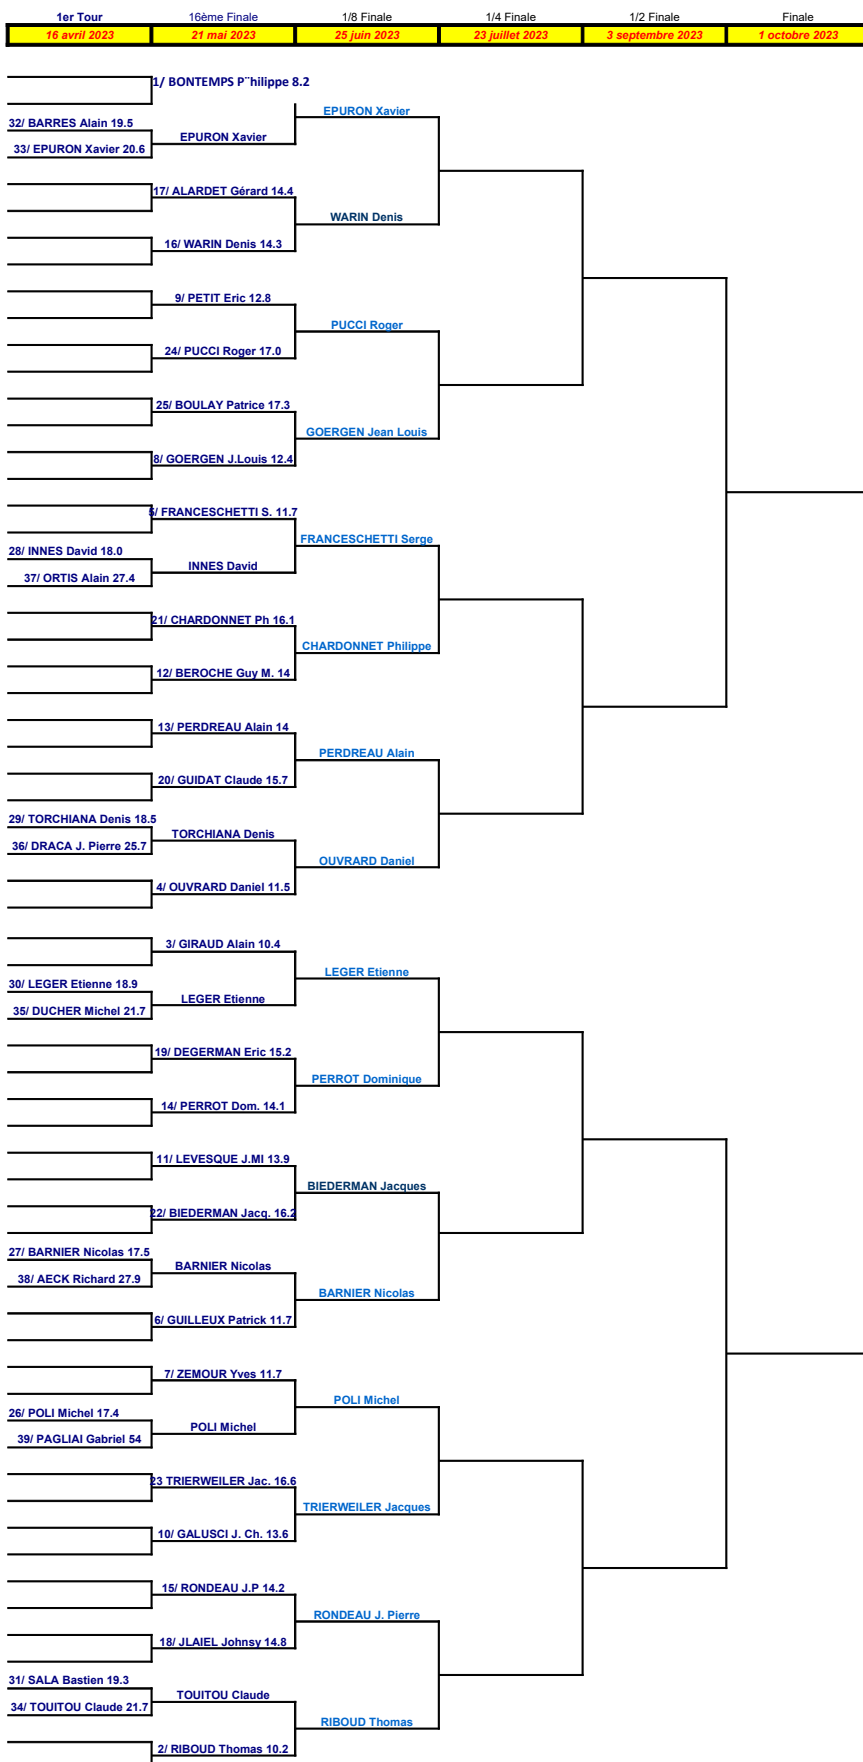 1er Tour 16ème Finale 1/8 Finale 1/4 Finale 1/2 Finale Finale
16 avril 2023 21 mai 2023 25 juin 2023 23 juillet 2023 3 septembre 2023 1 octobre 2023
1/ BONTEMPS P¨hilippe 8.2
EPURON Xavier
32/ BARRES Alain 19.5
EPURON Xavier
33/ EPURON Xavier 20.6
17/ ALARDET Gérard 14.4
WARIN Denis
16/ WARIN Denis 14.3
9/ PETIT Eric 12.8
PUCCI Roger
24/ PUCCI Roger 17.0
25/ BOULAY Patrice 17.3
GOERGEN Jean Louis
8/ GOERGEN J.Louis 12.4
5/ FRANCESCHETTI S. 11.7
FRANCESCHETTI Serge
28/ INNES David 18.0
INNES David
37/ ORTIS Alain 27.4
21/ CHARDONNET Ph 16.1
CHARDONNET Philippe
12/ BEROCHE Guy M. 14
13/ PERDREAU Alain 14
PERDREAU Alain
20/ GUIDAT Claude 15.7
29/ TORCHIANA Denis 18.5
TORCHIANA Denis
36/ DRACA J. Pierre 25.7
OUVRARD Daniel
4/ OUVRARD Daniel 11.5
3/ GIRAUD Alain 10.4
LEGER Etienne
30/ LEGER Etienne 18.9
LEGER Etienne
35/ DUCHER Michel 21.7
19/ DEGERMAN Eric 15.2
PERROT Dominique
14/ PERROT Dom. 14.1
11/ LEVESQUE J.MI 13.9
BIEDERMAN Jacques
22/ BIEDERMAN Jacq. 16.2
27/ BARNIER Nicolas 17.5
BARNIER Nicolas
38/ AECK Richard 27.9
BARNIER Nicolas
6/ GUILLEUX Patrick 11.7
7/ ZEMOUR Yves 11.7
POLI Michel
26/ POLI Michel 17.4
POLI Michel
39/ PAGLIAI Gabriel 54
23 TRIERWEILER Jac. 16.6
TRIERWEILER Jacques
10/ GALUSCI J. Ch. 13.6
15/ RONDEAU J.P 14.2
RONDEAU J. Pierre
18/ JLAIEL Johnsy 14.8
31/ SALA Bastien 19.3
TOUITOU Claude
34/ TOUITOU Claude 21.7
RIBOUD Thomas
2/ RIBOUD Thomas 10.2